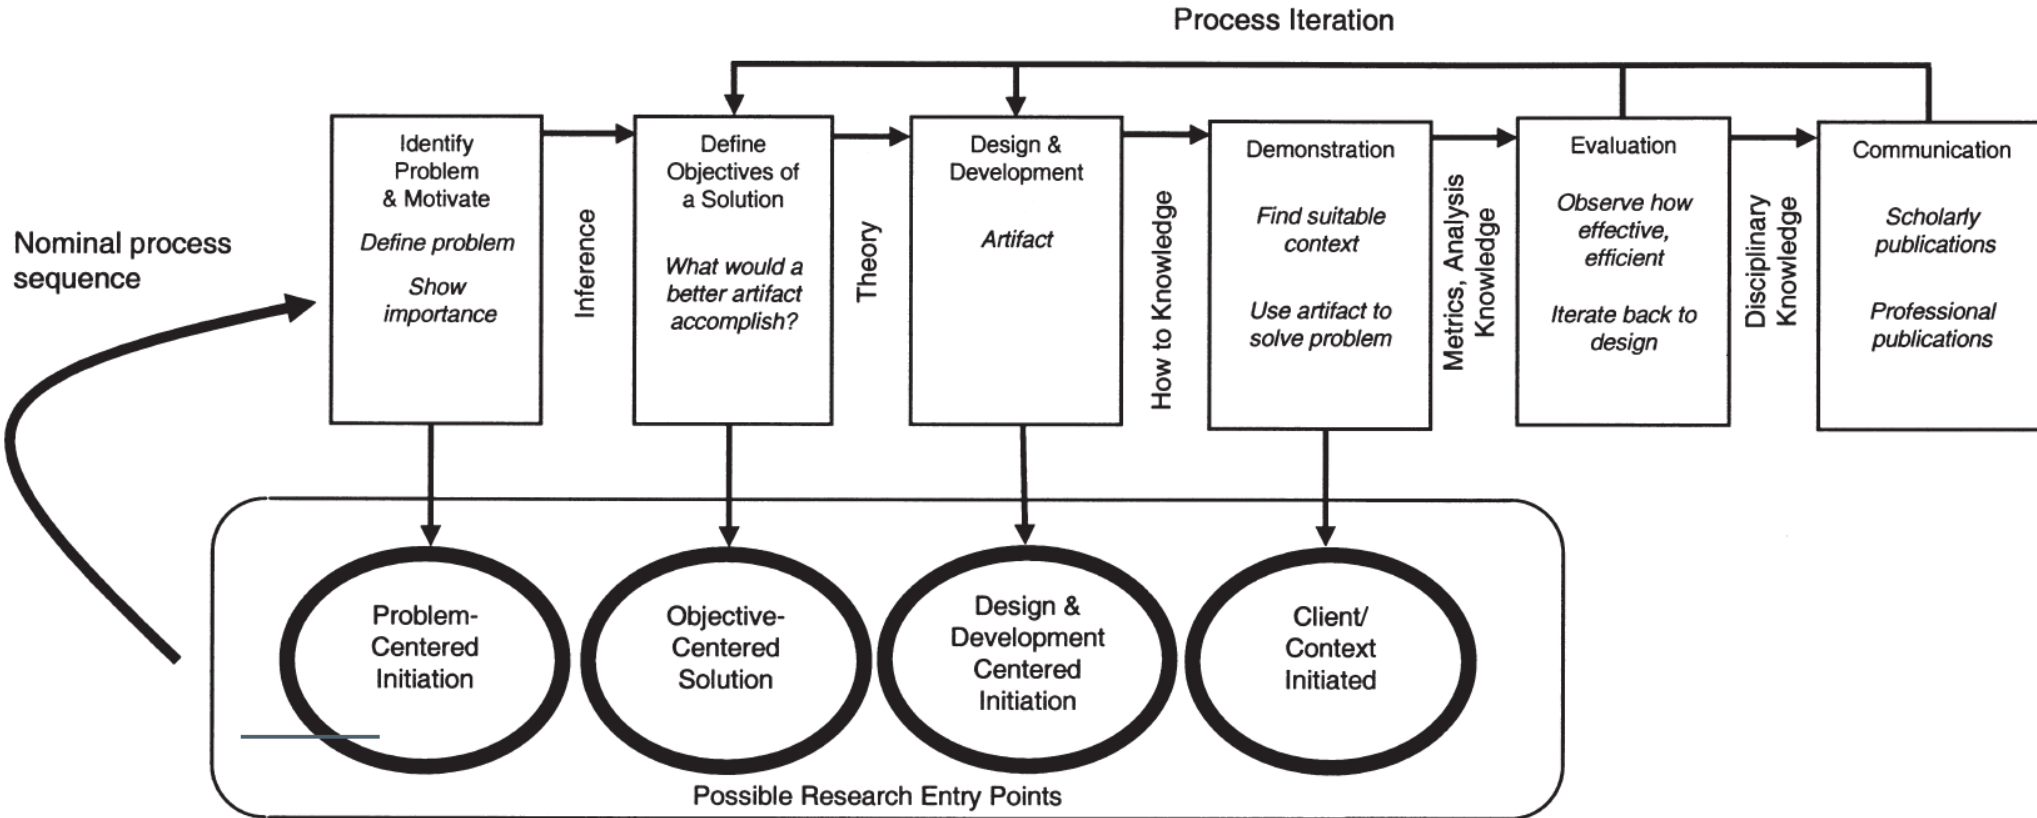 Process Iteration
Nominal process
sequence
Identify
Problem
& Motivate
Define problem
Show
importance
Inference
Define
Objectives of
a Solution
What would a
better artifact
accomplish?
Theory
Design &
Development
Artifact
How to Knowledge
Demonstration
Find suitable
context
Use artifact to
solve problem
Metrics, Analysis
Knowledge
Evaluation
Observe how
effective,
efficient
Iterate back to
design
Disciplinary
Knowledge
Communication
Scholarly
publications
Professional
publications
Problem-
Centered
Initiation
Objective-
Centered
Solution
Design &
Development
Centered
Initiation
Client/
Context
Initiated
Possible Research Entry Points